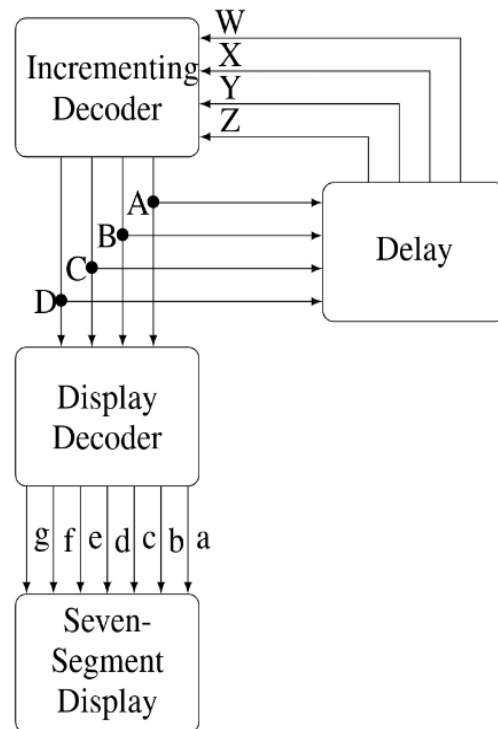 W
X
Y
Z
Incrementing
Decoder
A
B
C
D
Delay
Display
Decoder
g f e d c b a
Seven-
Segment
Display